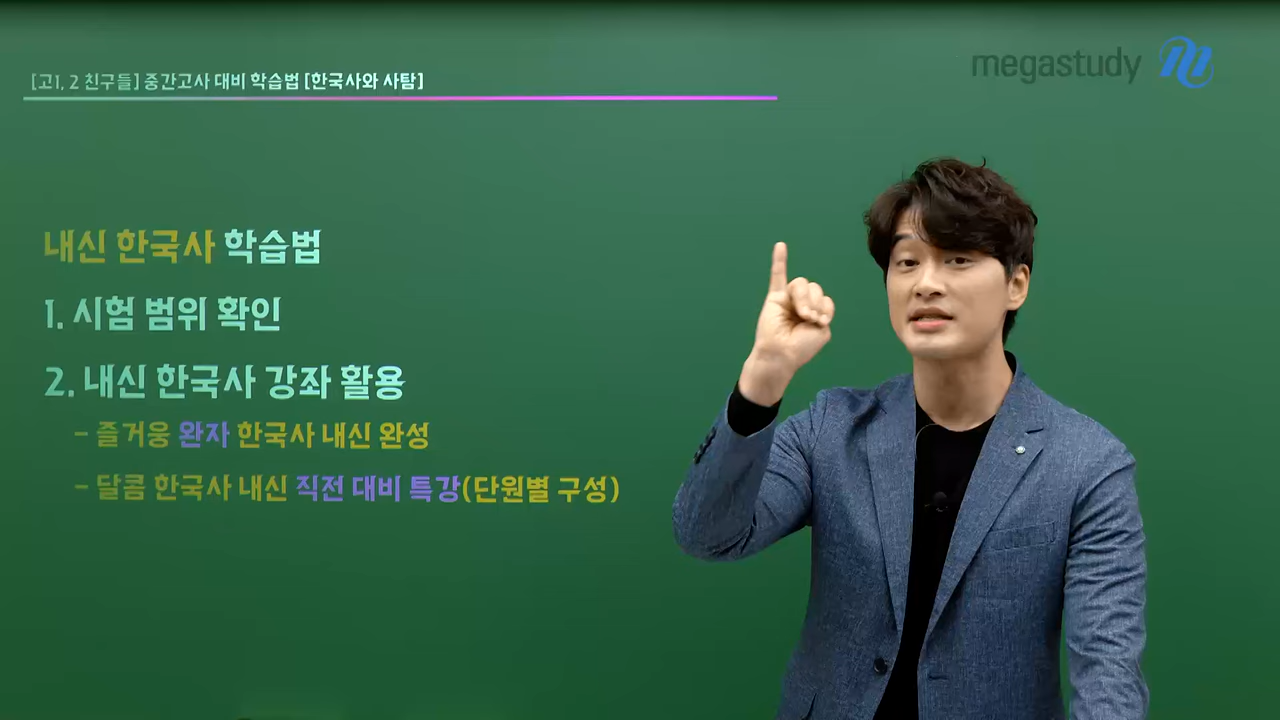 [고1, 2 친구들] 중간고사 대비 학습법 [한국사와 사탐]
megastudy
내신 한국사 학습법
1. 시험 범위 확인
2. 내신 한국사 강좌 활용
- 즐거웅 완자 한국사 내신 완성
- 달콤 한국사 내신 직전 대비 특강(단원별 구성)